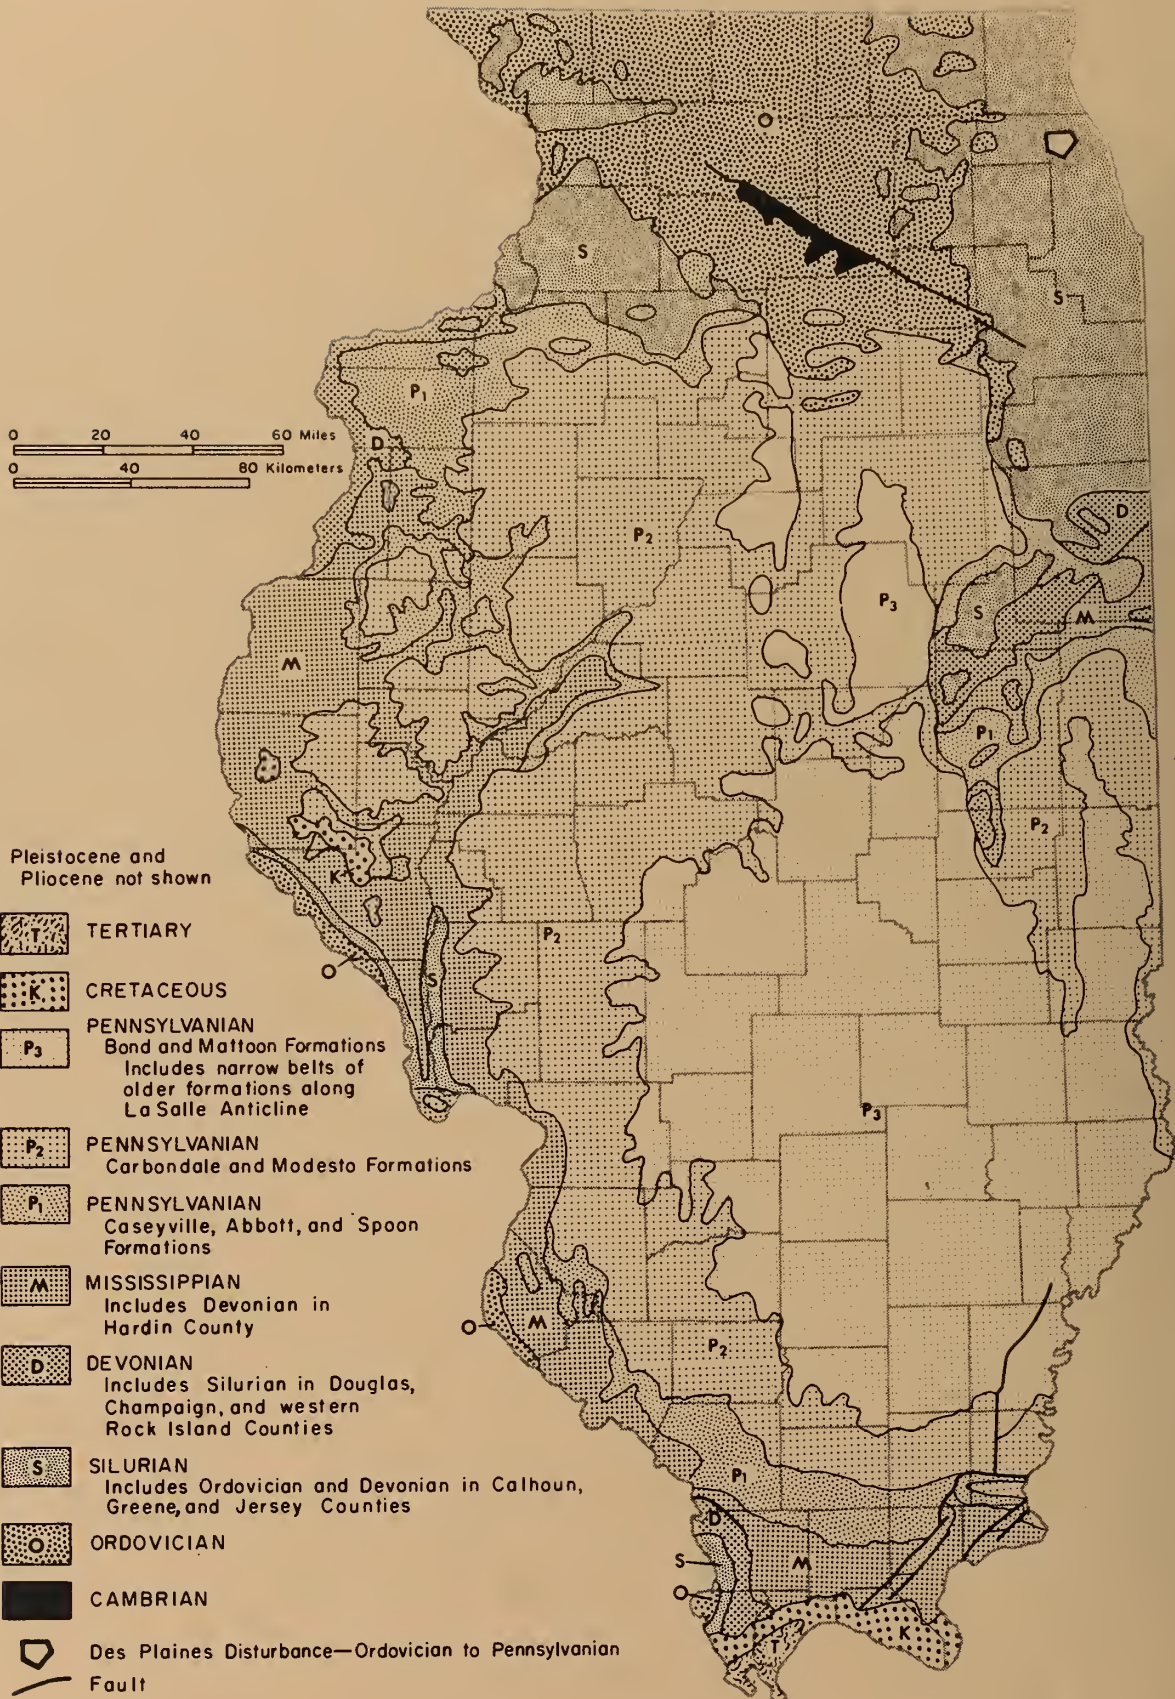 O
S
S
P₁
0 20 40 60 Miles
0 40 80 Kilometers
D
P₂
D
P₃
S
M
M
P₁
P₂
Pleistocene and
Pliocene not shown
K
T TERTIARY
P₂
O
S
K CRETACEOUS
P₃ PENNSYLVANIAN
Bond and Mattoon Formations
Includes narrow belts of
older formations along
La Salle Anticline
P₃
P₂ PENNSYLVANIAN
Carbondale and Modesto Formations
P₁ PENNSYLVANIAN
Caseyville, Abbott, and Spoon
Formations
M MISSISSIPPIAN
Includes Devonian in
Hardin County
O
M
P₂
D DEVONIAN
Includes Silurian in Douglas,
Champaign, and western
Rock Island Counties
S SILURIAN
Includes Ordovician and Devonian in Calhoun,
Greene, and Jersey Counties
P₁
D
O ORDOVICIAN
S
M
O
CAMBRIAN
K
T
Des Plaines Disturbance—Ordovician to Pennsylvanian
Fault